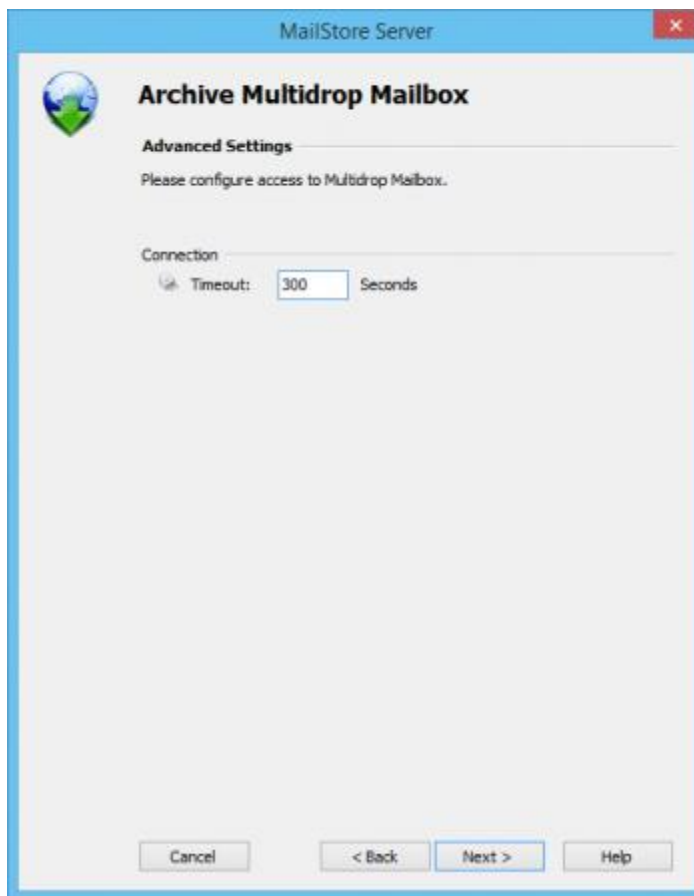 MailStore Server
Archive Multidrop Mailbox
Advanced Settings
Please configure access to Multidrop Mailbox.
Connection
Timeout: 300 Seconds
Cancel < Back Next > Help